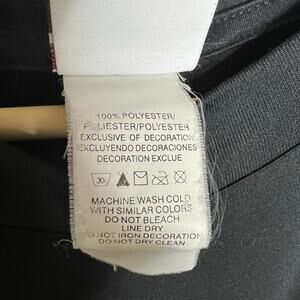 100% POLYESTER/
POLIESTER/POLYESTER
EXCLUSIVE OF DECORATION
EXCLUYENDO DECORACIONES
DECORATION EXCLUE
30c
MACHINE WASH COLD
WITH SIMILAR COLORS
DO NOT BLEACH
LINE DRY
DO NOT IRON DECORATION
DO NOT DRY CLEAN